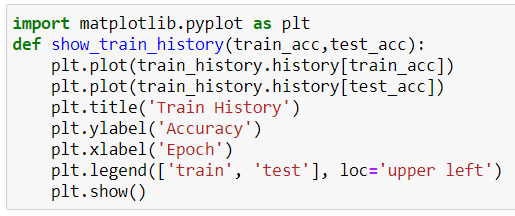 import matplotlib.pyplot as plt
def show_train_history(train_acc,test_acc):
    plt.plot(train_history.history[train_acc])
    plt.plot(train_history.history[test_acc])
    plt.title('Train History')
    plt.ylabel('Accuracy')
    plt.xlabel('Epoch')
    plt.legend(['train', 'test'], loc='upper left')
    plt.show()